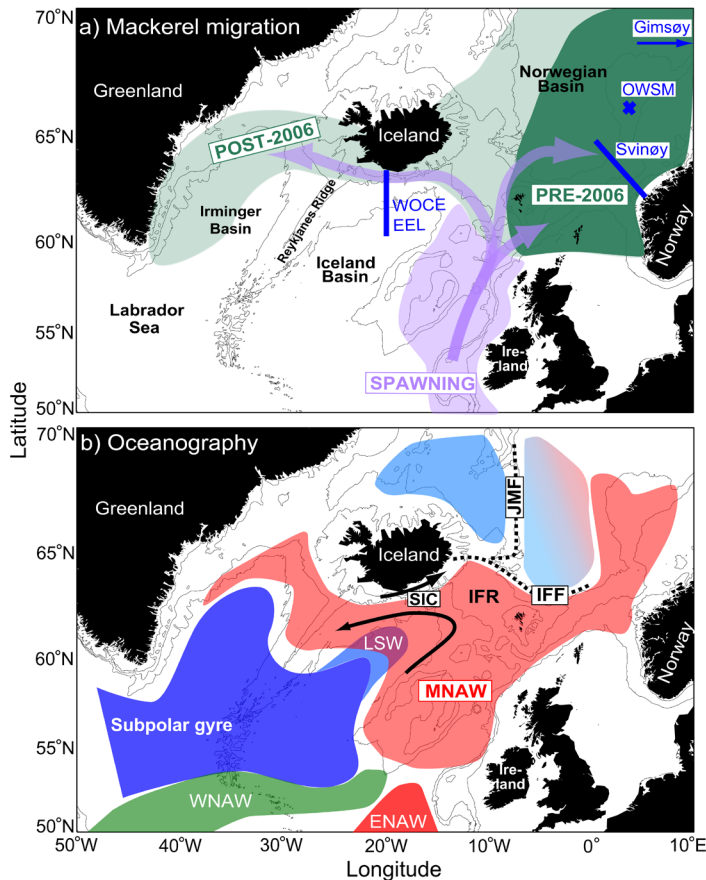 70°N
a) Mackerel migration
Gimsøy
Greenland
Norwegian
Basin
OWSM
65°N
POST-2006
Iceland
Svinøy
PRE-2006
Irminger
Basin
Reykjanes Ridge
WOCE
EEL
Norway
60°N
Iceland
Basin
Labrador
Sea
55°N
Ire-
land
SPAWNING
50°N
Latitude
70°N
b) Oceanography
Greenland
JMF
65°N
Iceland
SIC
IFR
IFF
LSW
60°N
Norway
MNAW
Subpolar gyre
55°N
Ire-
land
WNAW
ENAW
50°N
50°W
40°W
30°W
20°W
10°W
0°
10°E
Longitude